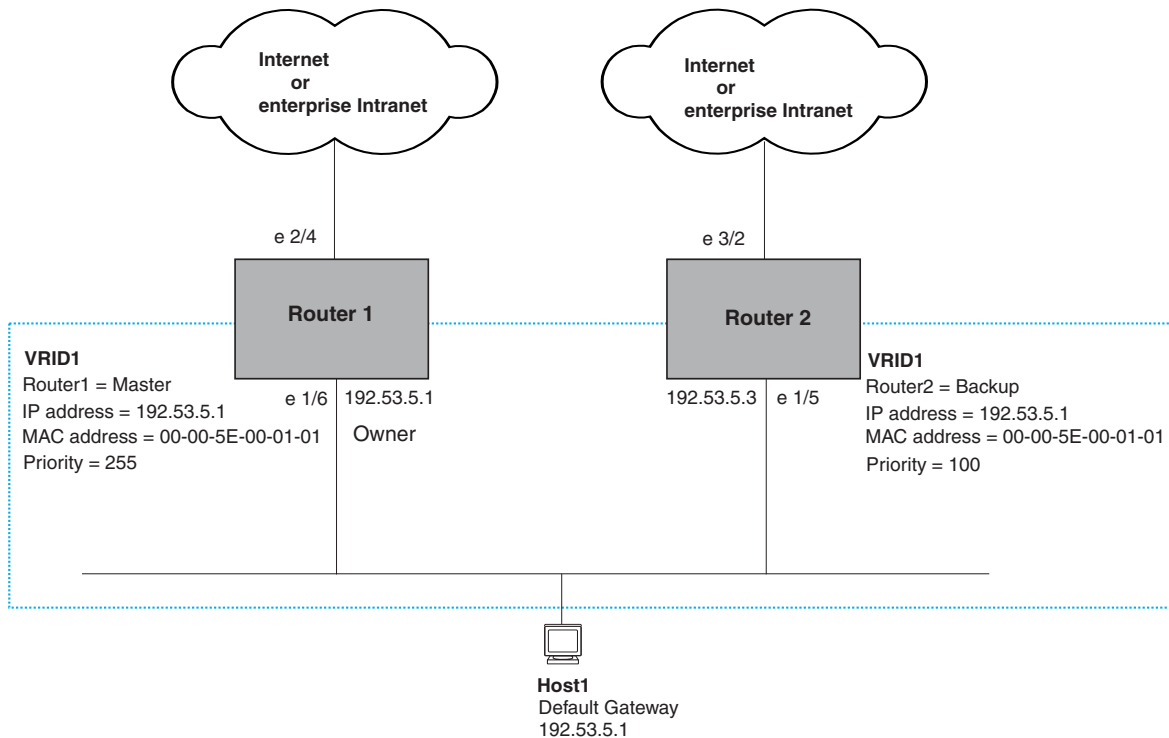 Internet
or
enterprise Intranet
Internet
or
enterprise Intranet
e 2/4
e 3/2
Router 1
Router 2
VRID1
Router1 = Master
IP address = 192.53.5.1
MAC address = 00-00-5E-00-01-01
Priority = 255
e 1/6
192.53.5.1
Owner
192.53.5.3
e 1/5
VRID1
Router2 = Backup
IP address = 192.53.5.1
MAC address = 00-00-5E-00-01-01
Priority = 100
Host1
Default Gateway
192.53.5.1